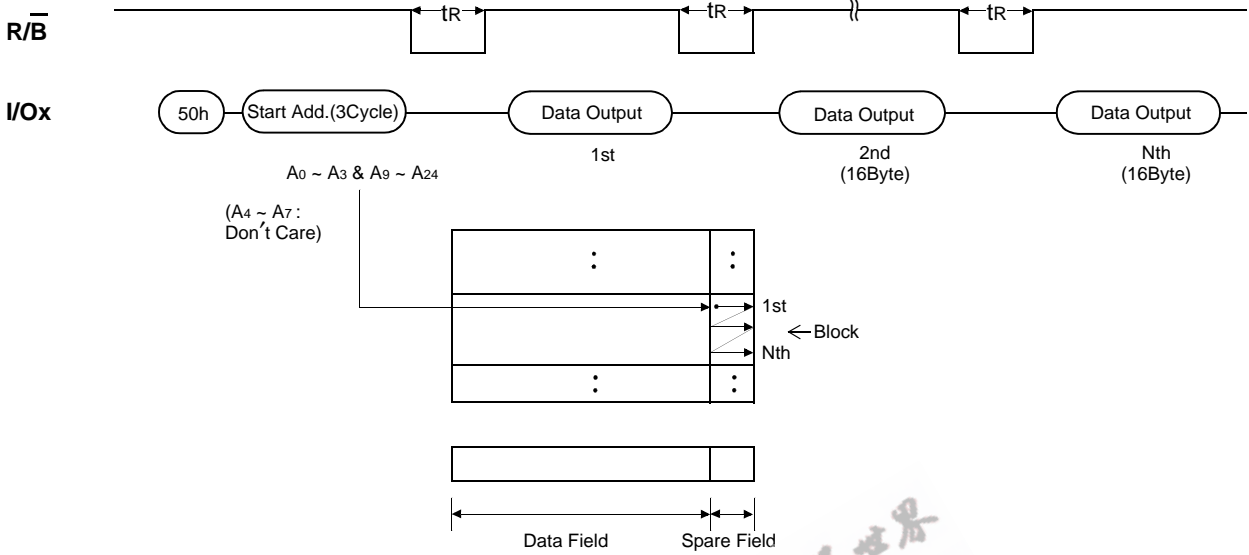 tR tR tR
R/B
I/Ox
50h Start Add.(3Cycle) Data Output Data Output Data Output
1st 2nd Nth
(16Byte) (16Byte)
A0 ~ A3 & A9 ~ A24
(A4 ~ A7 :
Don't Care)
1st
Block
Nth
Data Field Spare Field